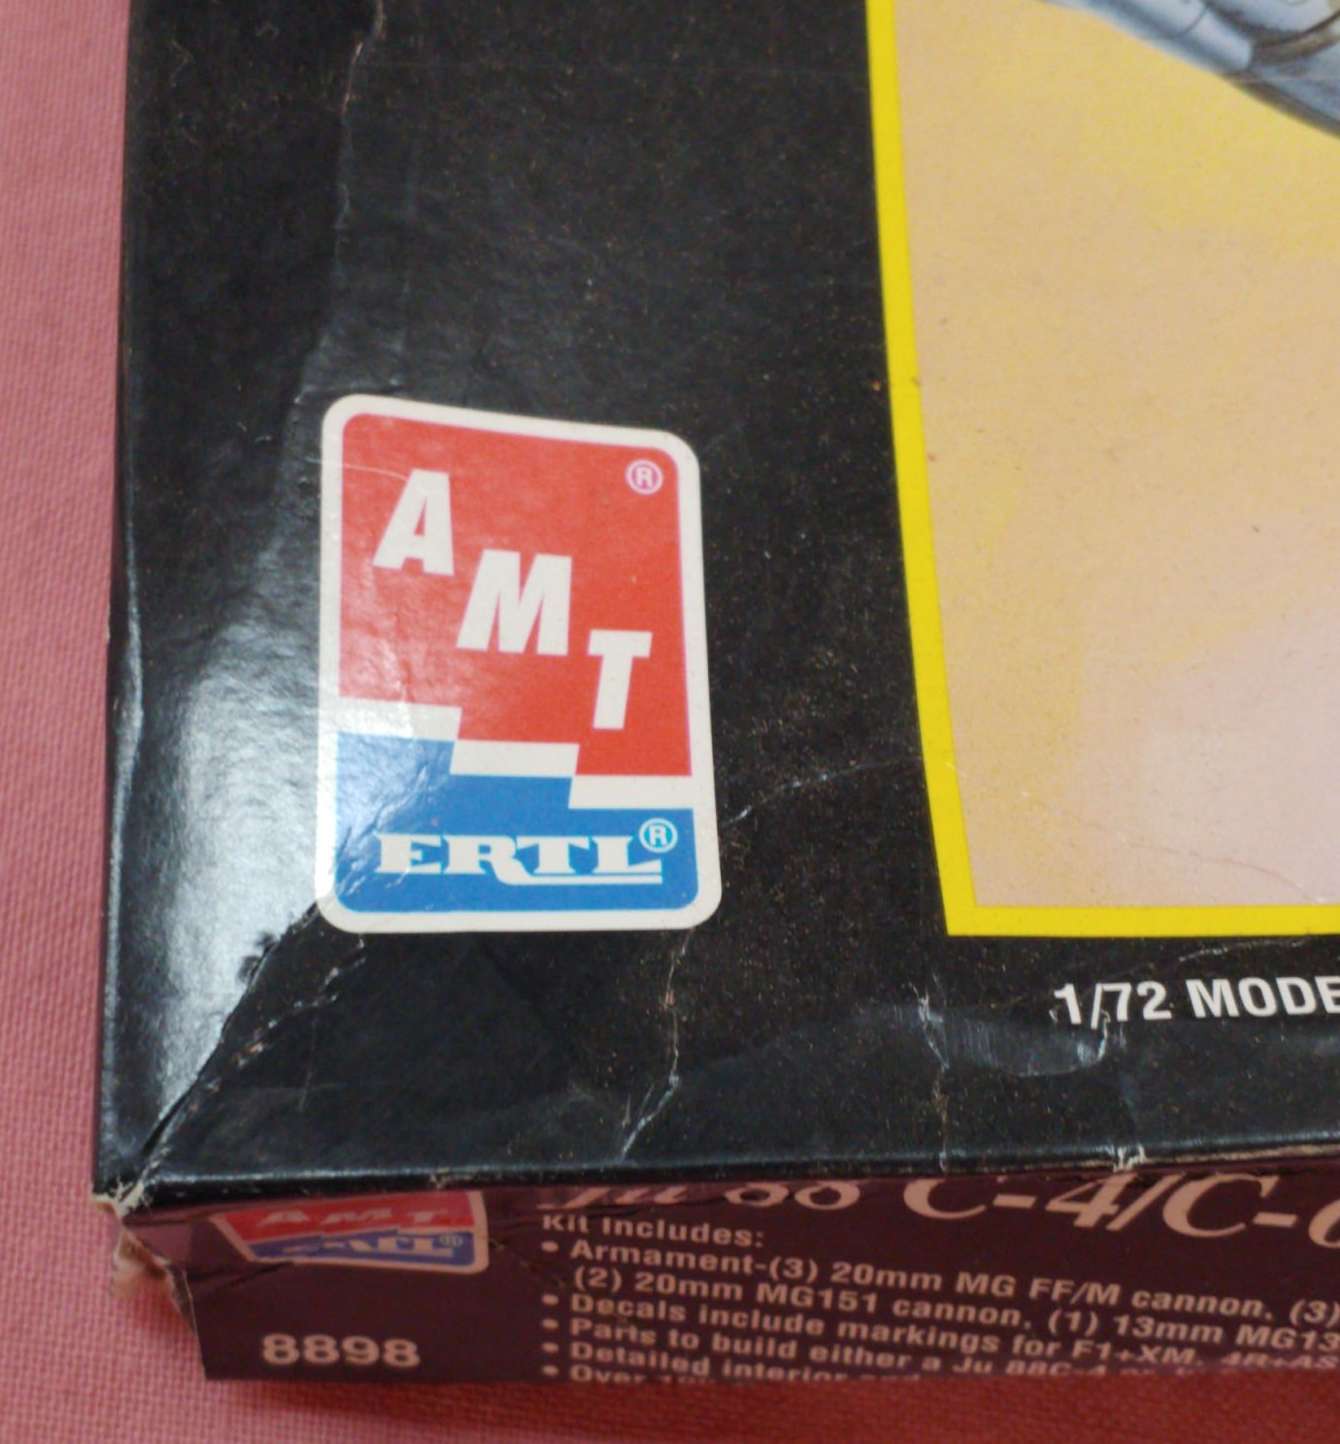 AMT®
ERTL®
1/72 MODE
AMT
ERTL®
Ju 88 C-4/C-
Kit Includes:
• Armament-(3) 20mm MG FF/M cannon, (3)
(2) 20mm MG151 cannon, (1) 13mm MG13
• Decals include markings for F1+XM, 4R+AS
• Parts to build either a Ju 88C-4
• Detailed interior
• Over
8898